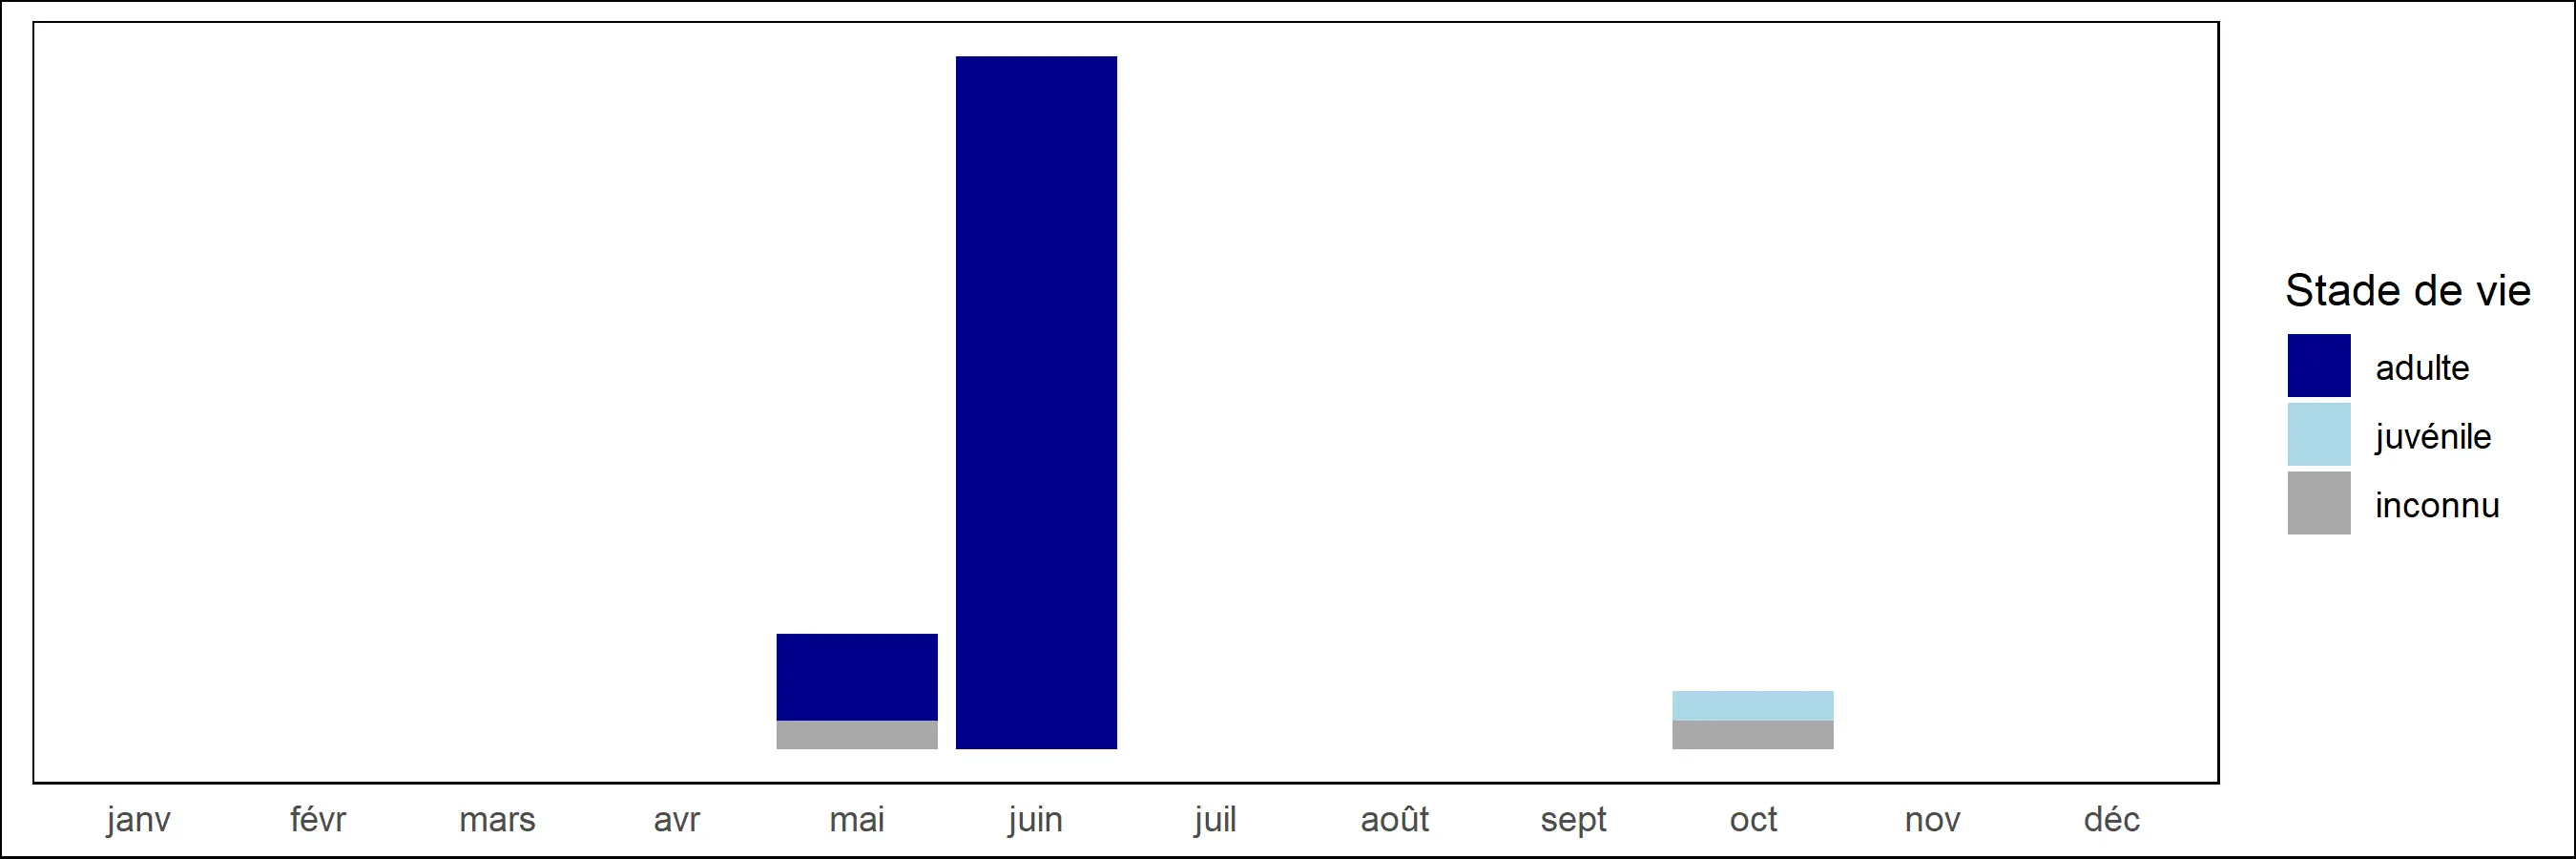 Stade de vie
adulte
juvénile
inconnu
janv févr mars avr mai juin juil août sept oct nov déc